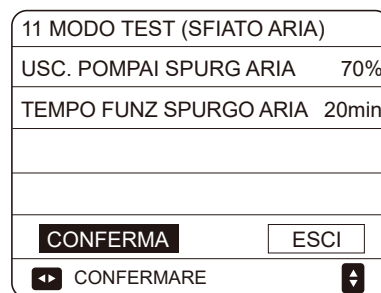 11 MODO TEST (SFIATO ARIA)
USC. POMPAI SPURG ARIA 70%
TEMPO FUNZ SPURGO ARIA 20min
CONFERMA ESCI
CONFERMARE